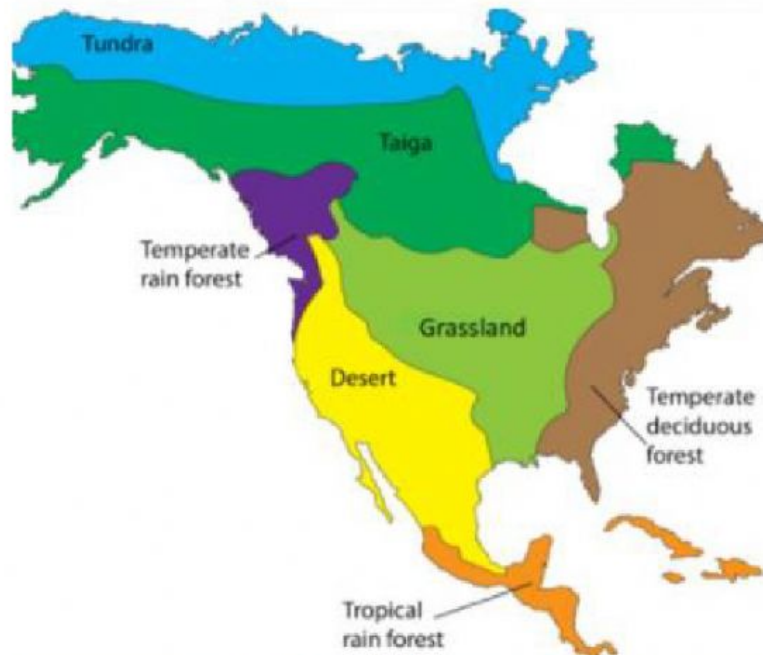 Tundra
Taiga
Temperate
rain forest
Grassland
Desert
Temperate
deciduous
forest
Tropical
rain forest